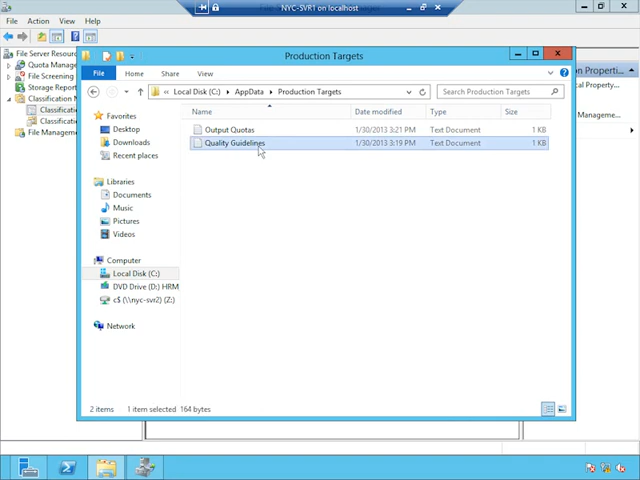 NYC-SVR1 on localhost
File Action View Help
Production Targets
File Home Share View
« Local Disk (C:) AppData Production Targets
Search Production Targets
Name Date modified Type Size
Output Quotas 1/30/2013 3:21 PM Text Document 1 KB
Quality Guidelines 1/30/2013 3:19 PM Text Document 1 KB
Favorites
Desktop
Downloads
Recent places
Libraries
Documents
Music
Pictures
Videos
Computer
Local Disk (C:)
DVD Drive (D:) HRM
c$ (\\nyc-svr2) (Z:)
Network
2 items 1 item selected 164 bytes
File Server Resour
Quota Manage
File Screening
Storage Report
Classification M
Classificati
Classificati
File Managem
on Properti...
cal Property...
Manageme...